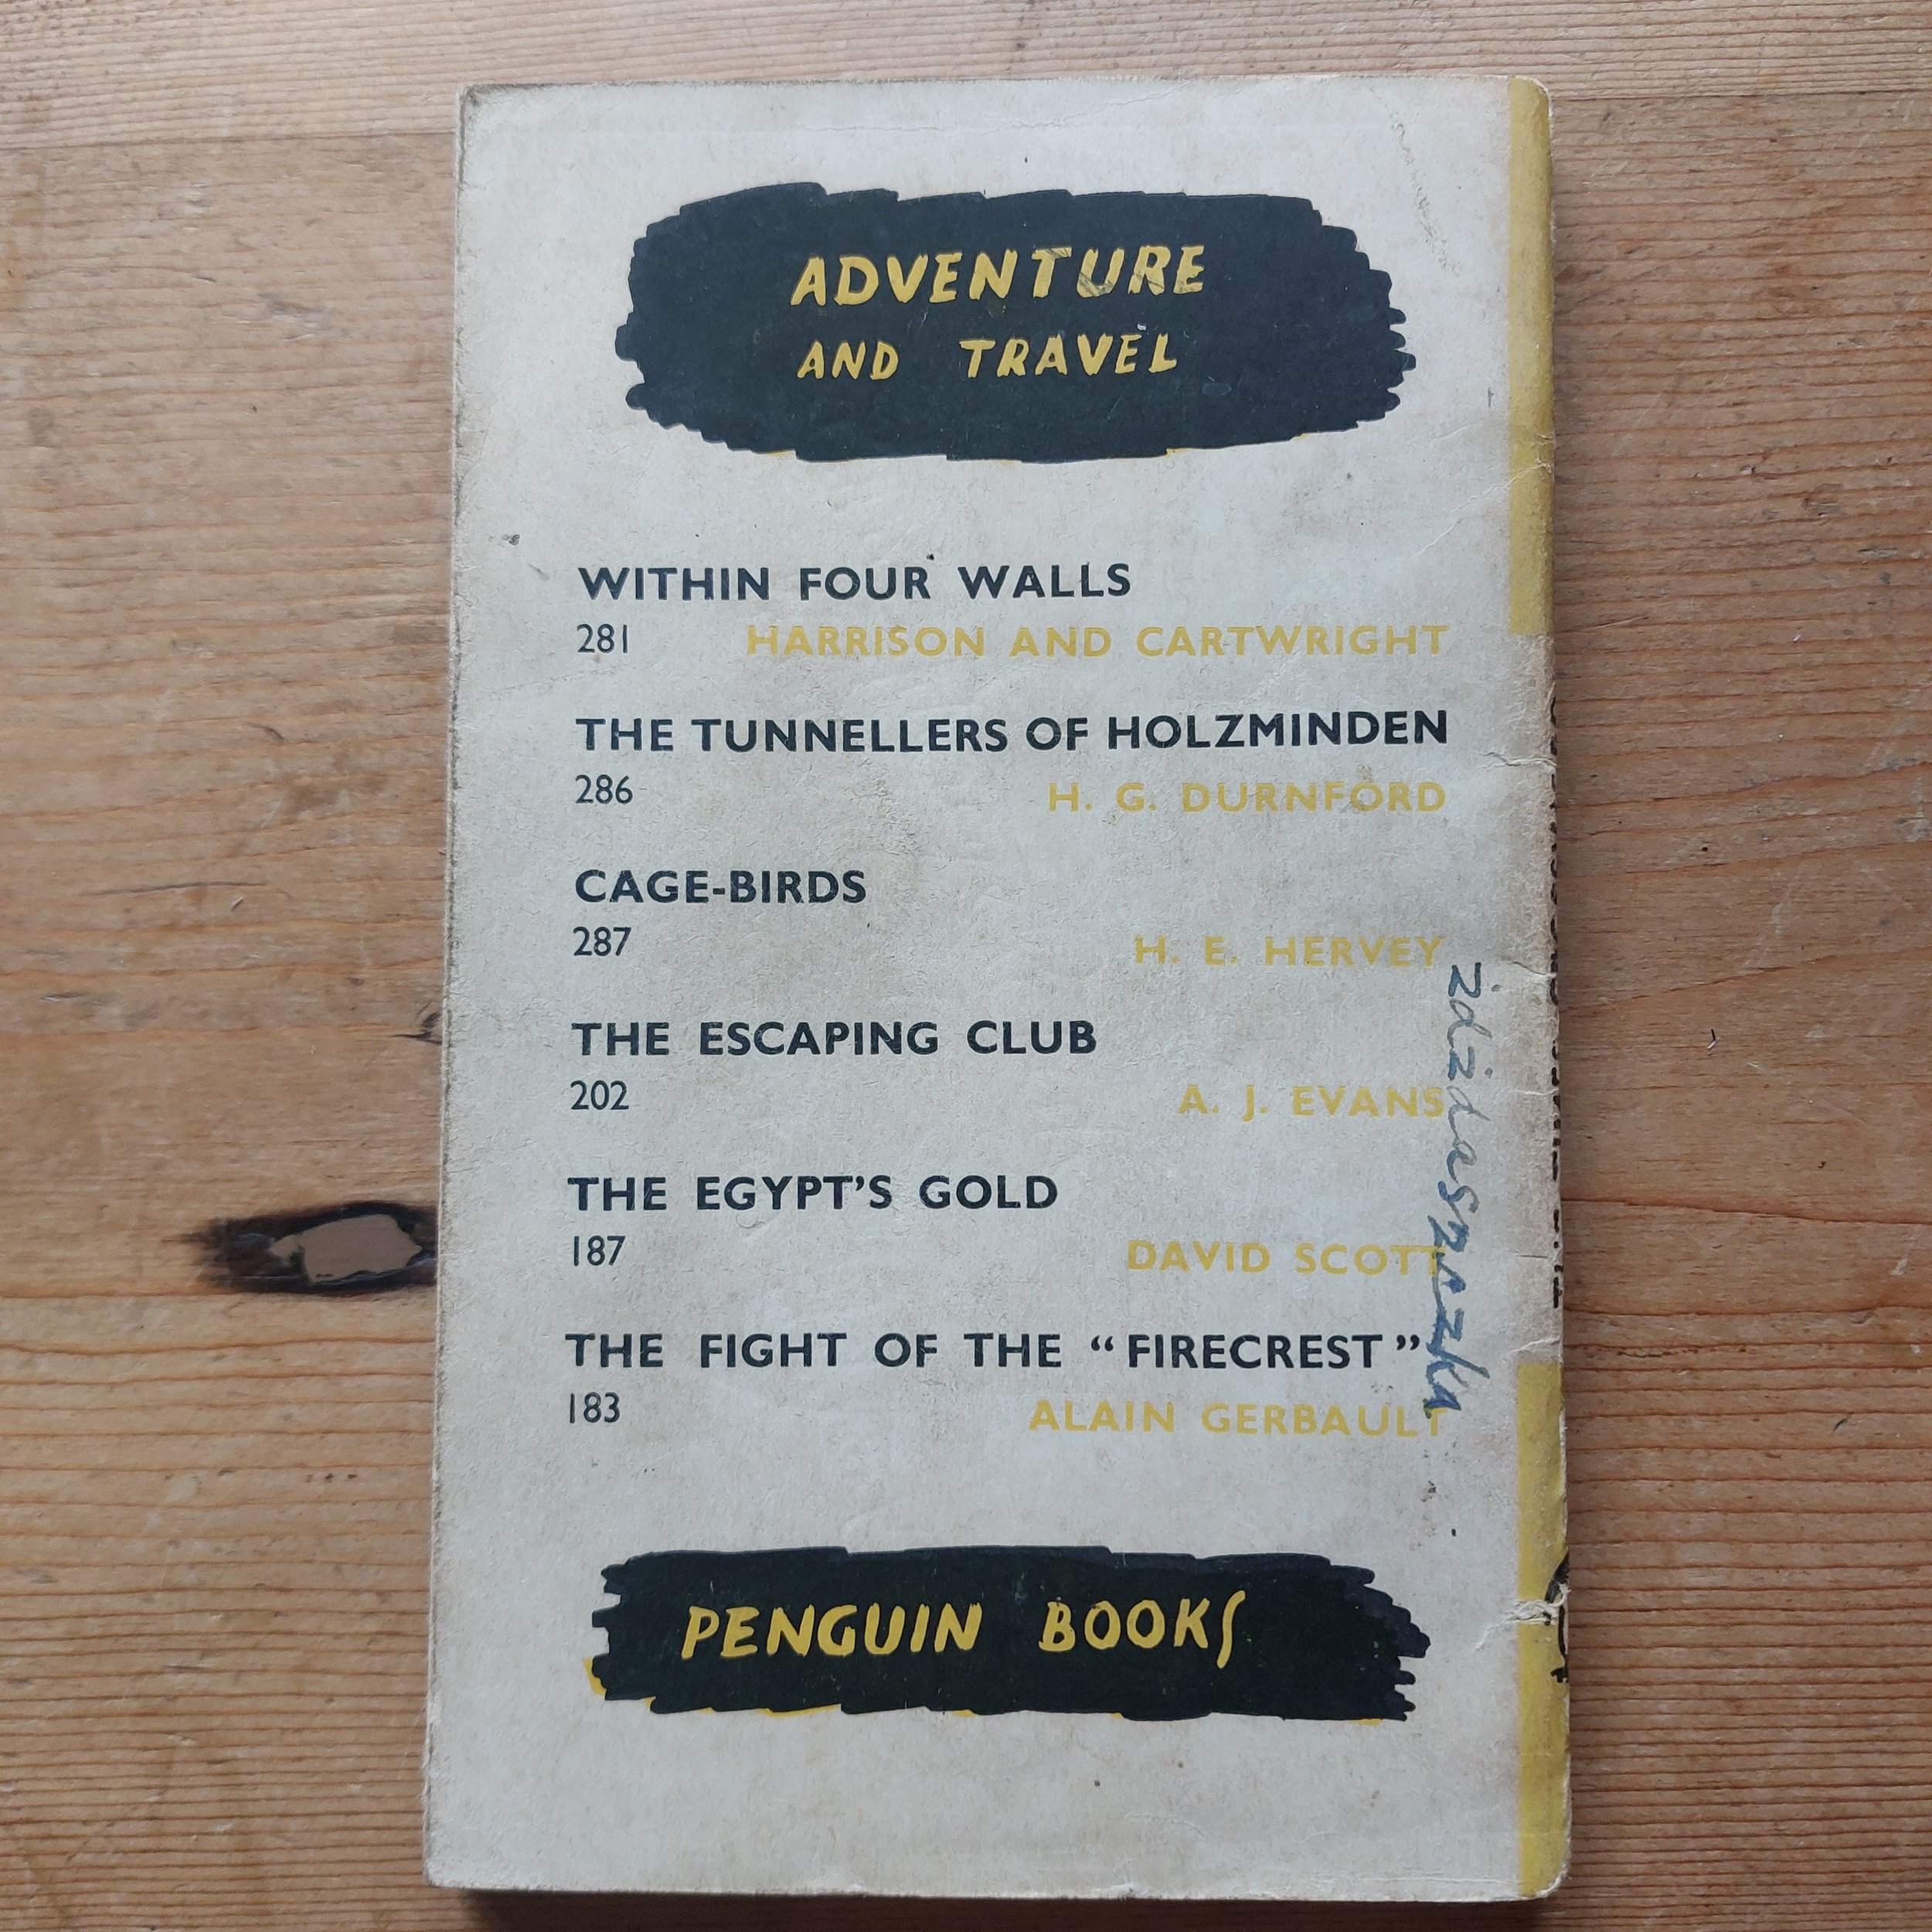 ADVENTURE
AND TRAVEL
WITHIN FOUR WALLS
281 HARRISON AND CARTWRIGHT
THE TUNNELLERS OF HOLZMINDEN
286 H. G. DURNFORD
CAGE-BIRDS
287 H. E. HERVEY
THE ESCAPING CLUB
202 A. J. EVANS
THE EGYPT'S GOLD
187 DAVID SCOTT
THE FIGHT OF THE “FIRECREST”
183 ALAIN GERBAULT
PENGUIN BOOKS